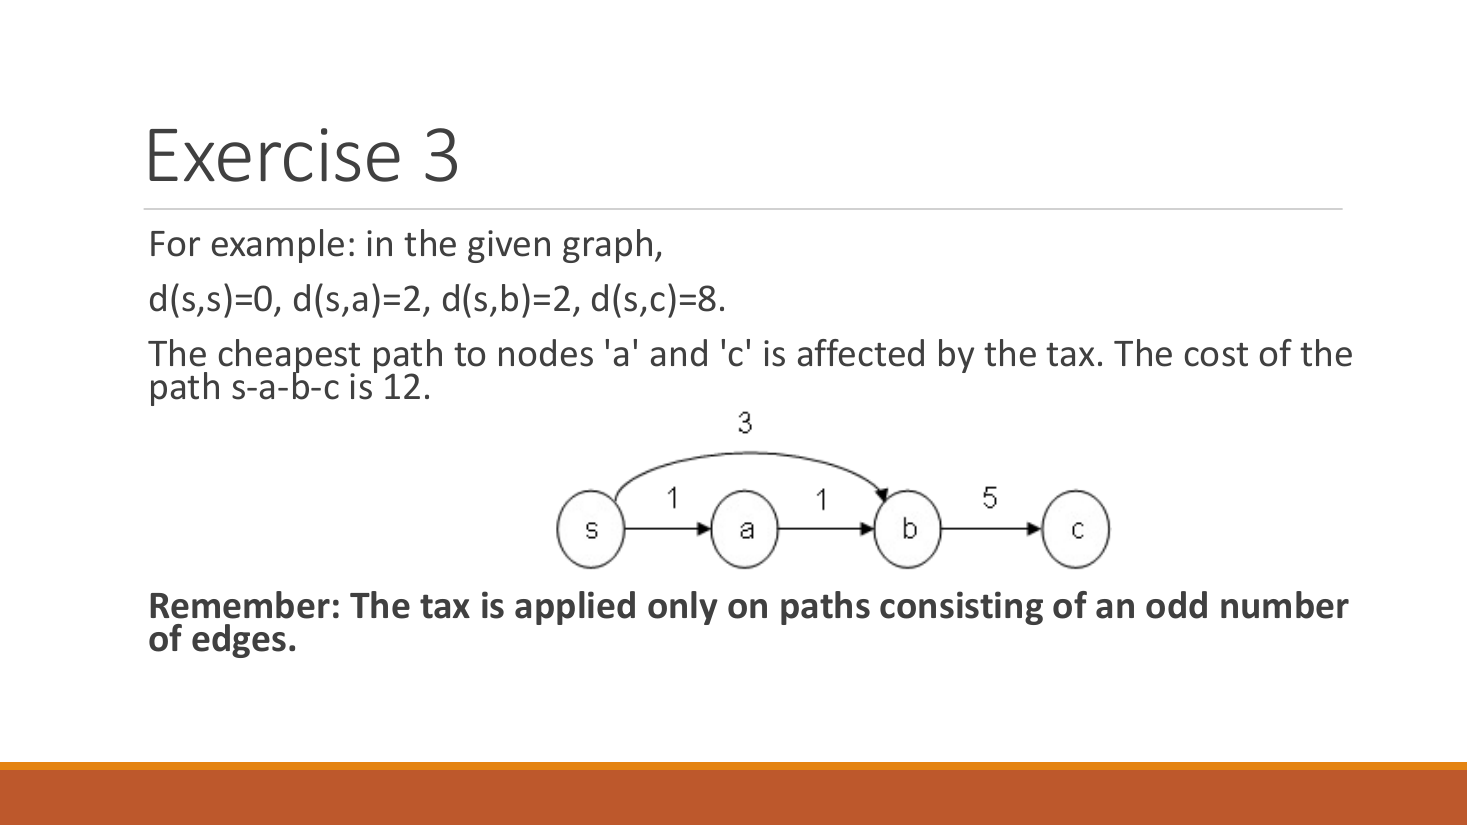 Exercise 3
For example: in the given graph,
d(s,s)=0, d(s,a)=2, d(s,b)=2, d(s,c)=8.
The cheapest path to nodes 'a' and 'c' is affected by the tax. The cost of the
path s-a-b-c is 12.
3
1 1 5
s a b c
Remember: The tax is applied only on paths consisting of an odd number
of edges.